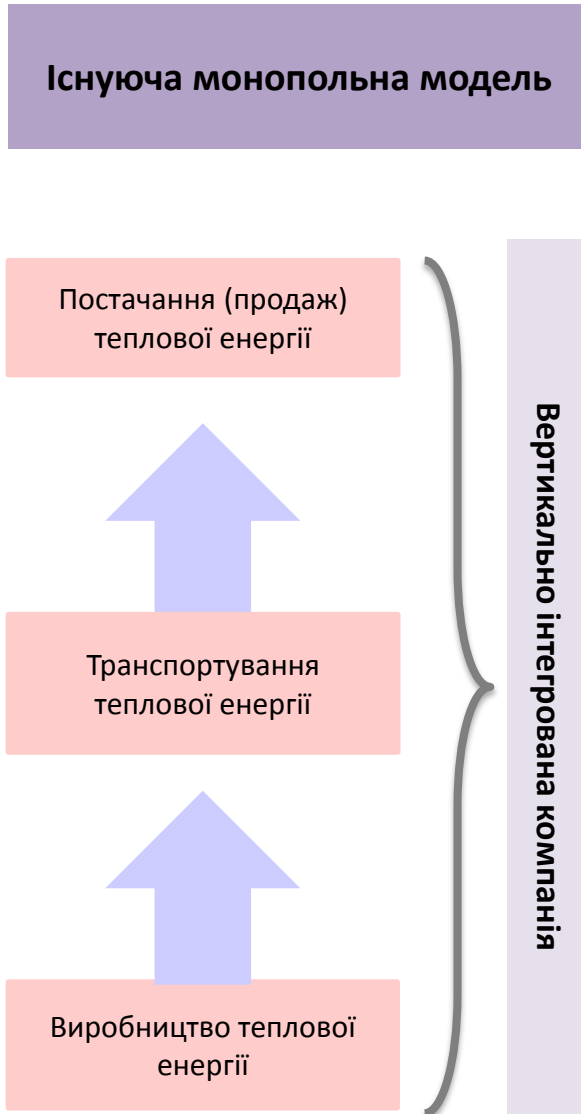 Існуюча монопольна модель
Постачання (продаж)
теплової енергії
Транспортування
теплової енергії
Виробництво теплової
енергії
Вертикально інтегрована компанія